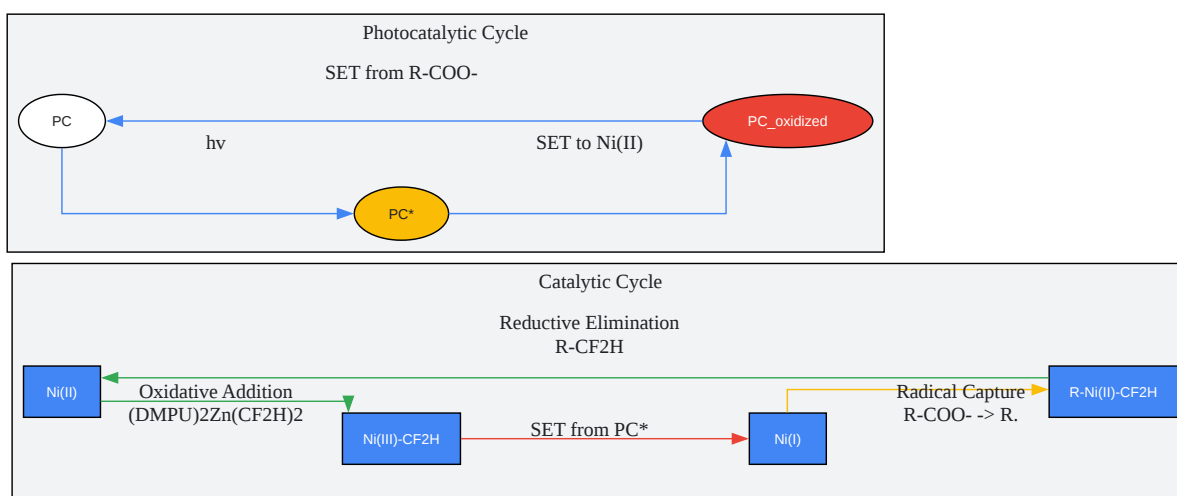 Photocatalytic Cycle
SET from R-COO-
PC
PC_oxidized
hv
SET to Ni(II)
PC*
Catalytic Cycle
Reductive Elimination
R-CF2H
Ni(II)
Oxidative Addition
(DMPU)2Zn(CF2H)2
Radical Capture
R-COO- -> R.
R-Ni(II)-CF2H
Ni(III)-CF2H
SET from PC*
Ni(I)